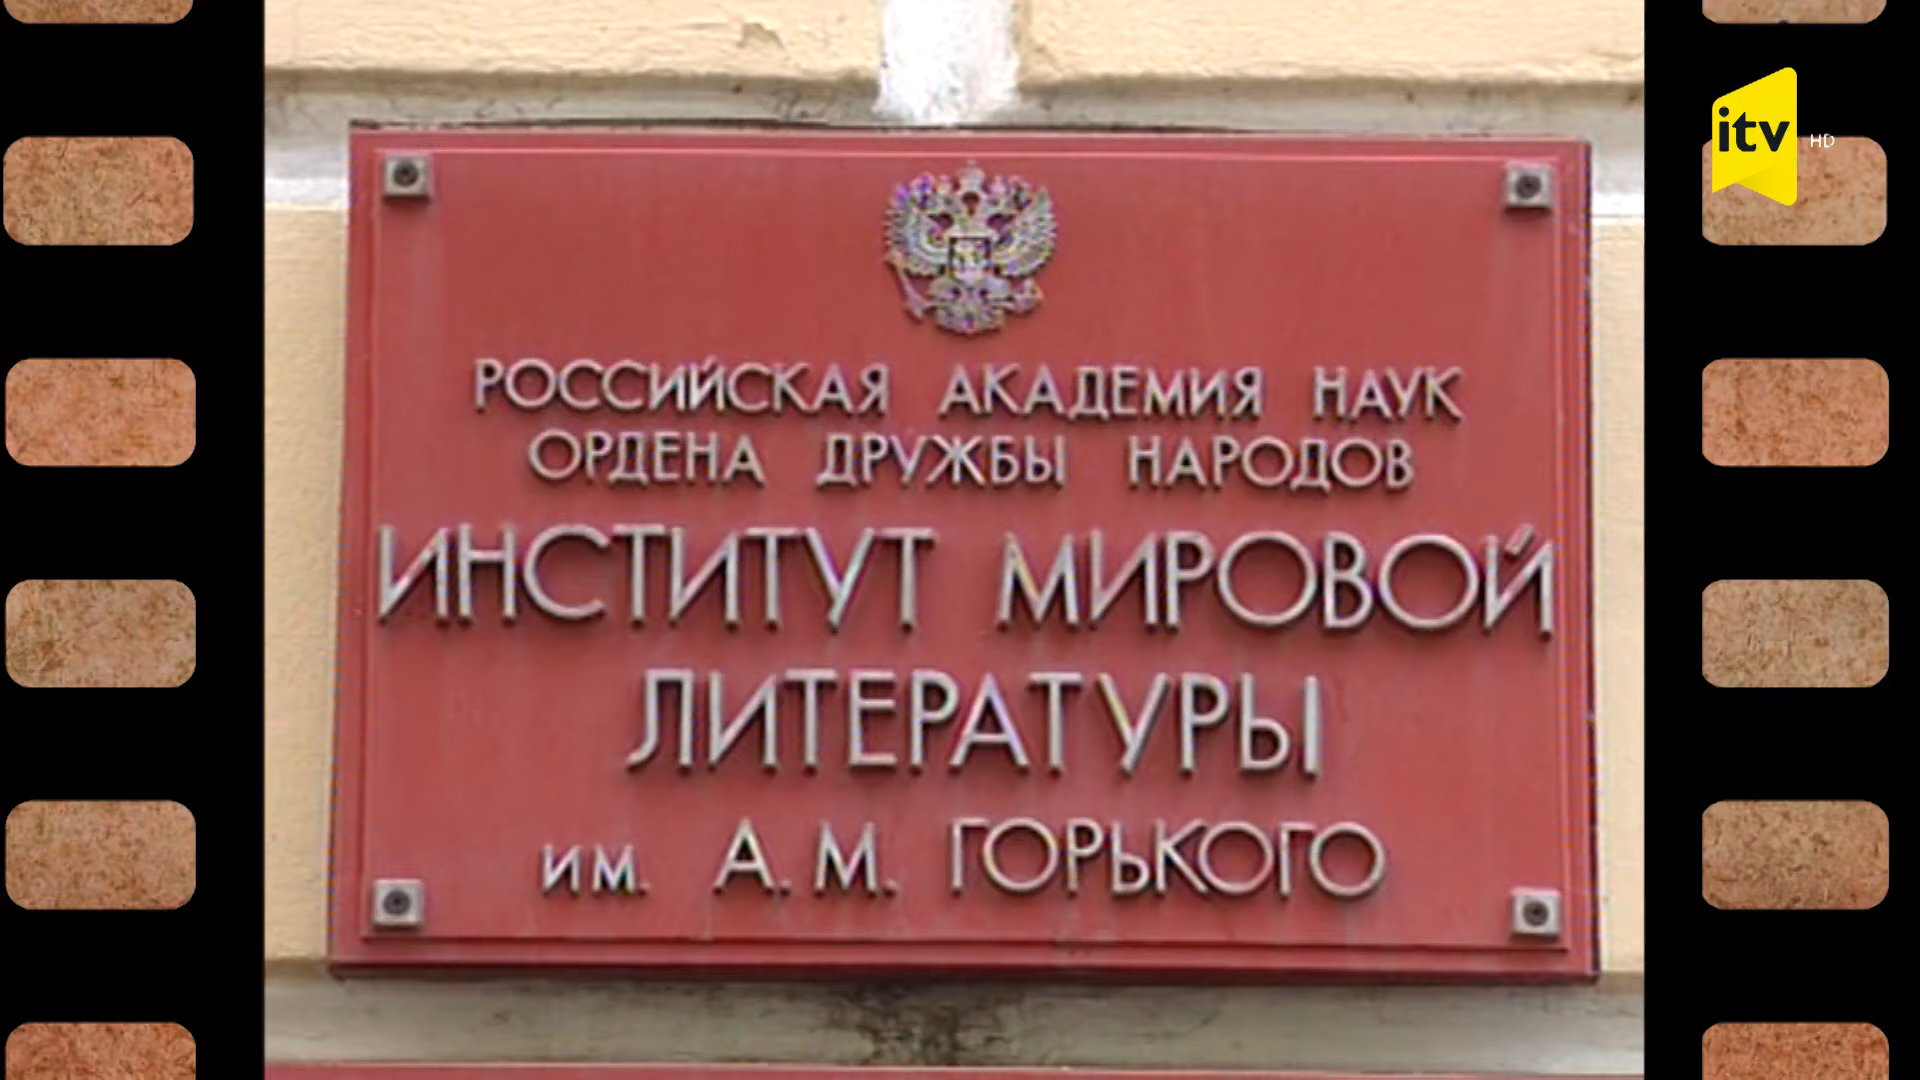 itv HD
РОССИЙСКАЯ АКАДЕМИЯ НАУК
ОРДЕНА ДРУЖБЫ НАРОДОВ
ИНСТИТУТ МИРОВОЙ
ЛИТЕРАТУРЫ
им. А. М. ГОРЬКОГО